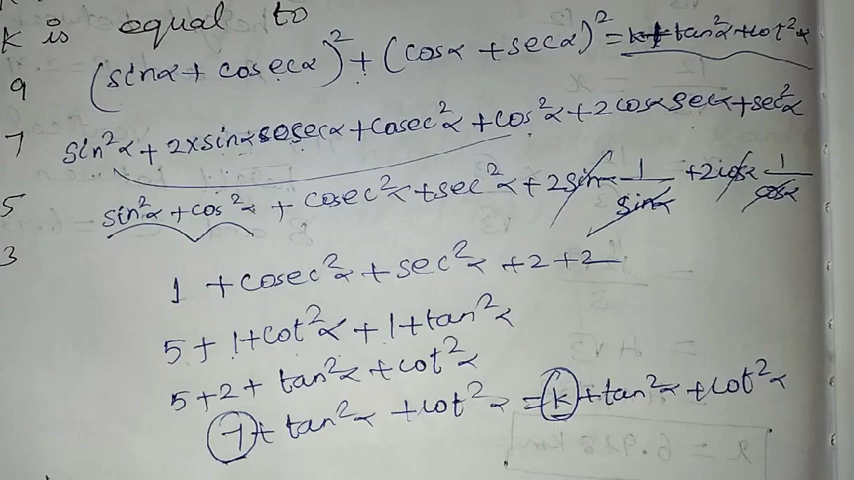 k is equal to
(sinα + cosecα)² + (cosα + secα)² = k + tan²α + cot²α
9
7 sin²α + 2×sinα cosecα + cosec²α + cos²α + 2cosα secα + sec²α
5 sin²α + cos²α + cosec²α + sec²α + 2sinα 1/sinα + 2cosα 1/cosα
3
1 + cosec²α + sec²α + 2 + 2
5 + 1 + cot²α + 1 + tan²α
5 + 2 + tan²α + cot²α
7 + tan²α + cot²α = k + tan²α + cot²α